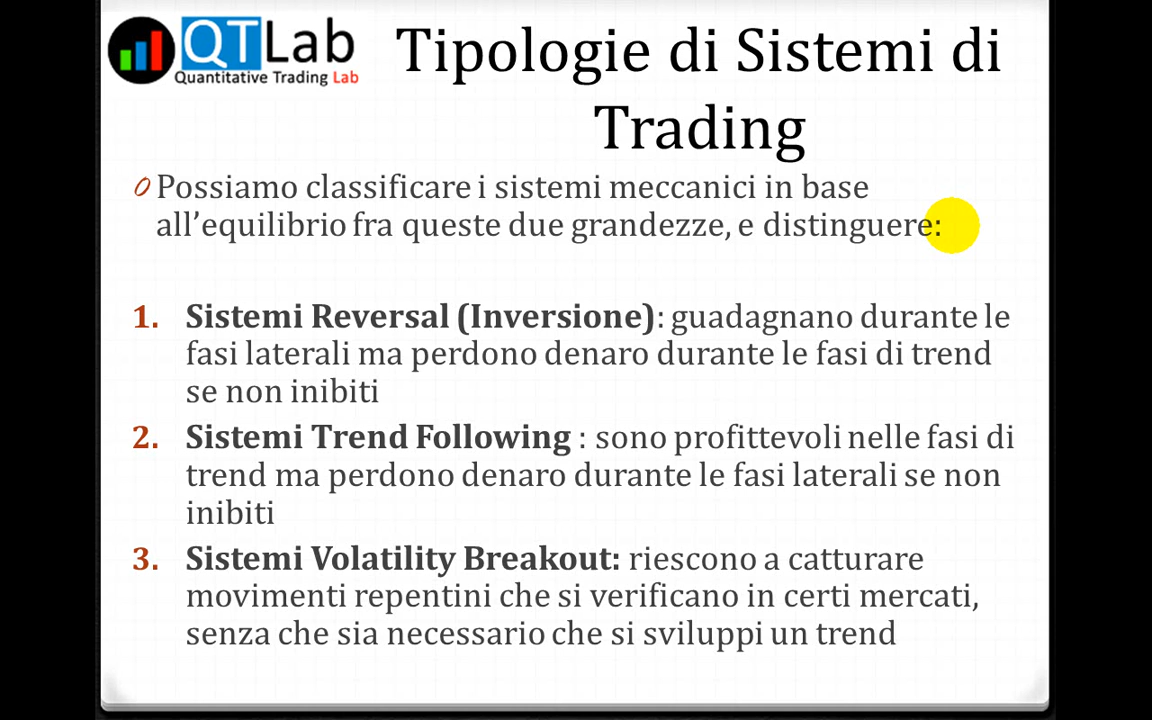 QTLab
Quantitative Trading Lab
Tipologie di Sistemi di
Trading
Possiamo classificare i sistemi meccanici in base
all’equilibrio fra queste due grandezze, e distinguere:
1. Sistemi Reversal (Inversione): guadagnano durante le
fasi laterali ma perdono denaro durante le fasi di trend
se non inibiti
2. Sistemi Trend Following : sono profittevoli nelle fasi di
trend ma perdono denaro durante le fasi laterali se non
inibiti
3. Sistemi Volatility Breakout: riescono a catturare
movimenti repentini che si verificano in certi mercati,
senza che sia necessario che si sviluppi un trend